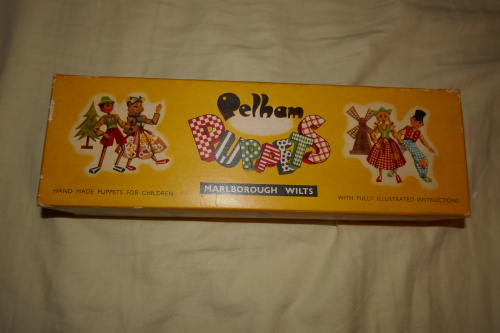 Pelham
PUPPETS
MARLBOROUGH WILTS
HAND MADE PUPPETS FOR CHILDREN
WITH FULLY ILLUSTRATED INSTRUCTIONS